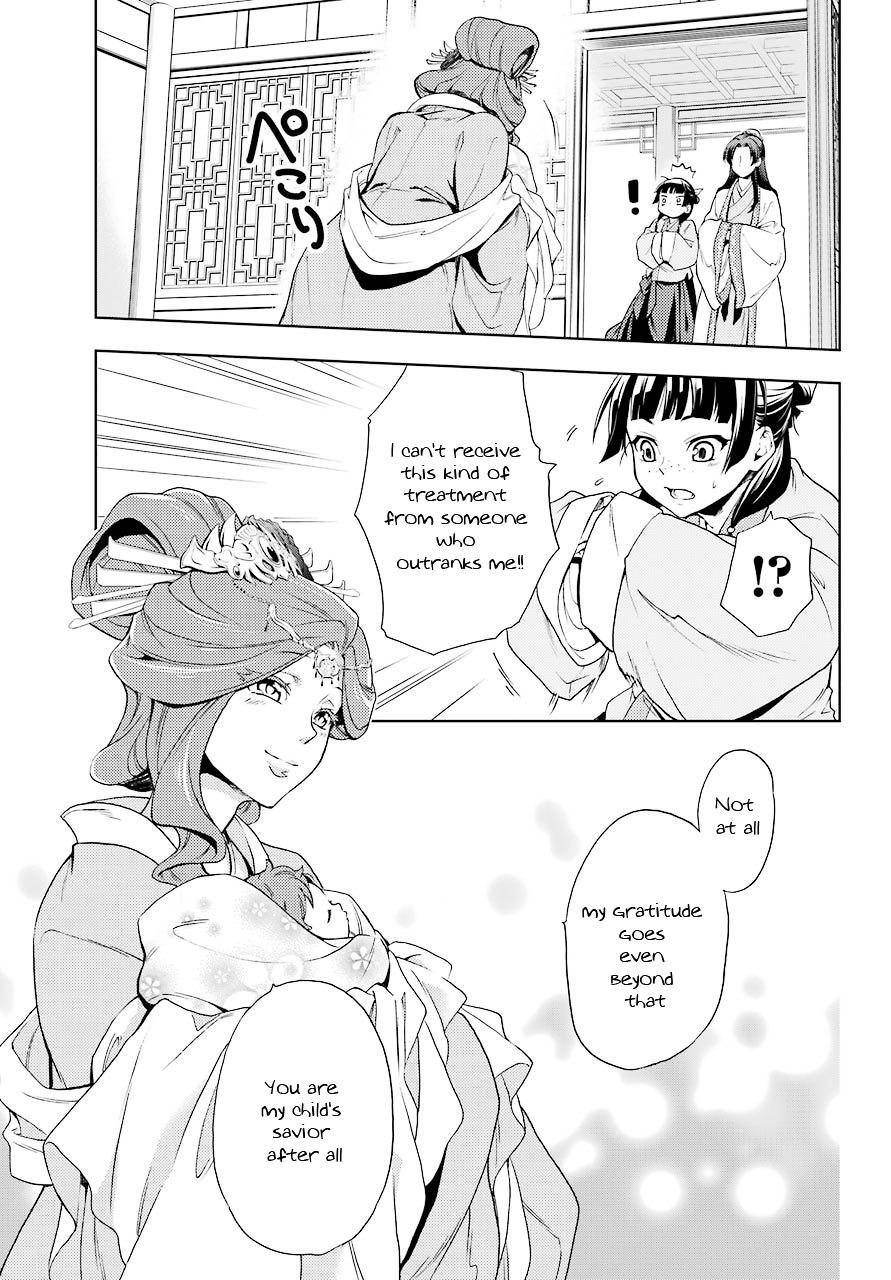 !
ぺこり
!?
I can't receive
this kind of
treatment
from someone
who
outranks me!!
Not
at all
my Gratitude
Goes
even
Beyond
that
You are
my child's
savior
after all